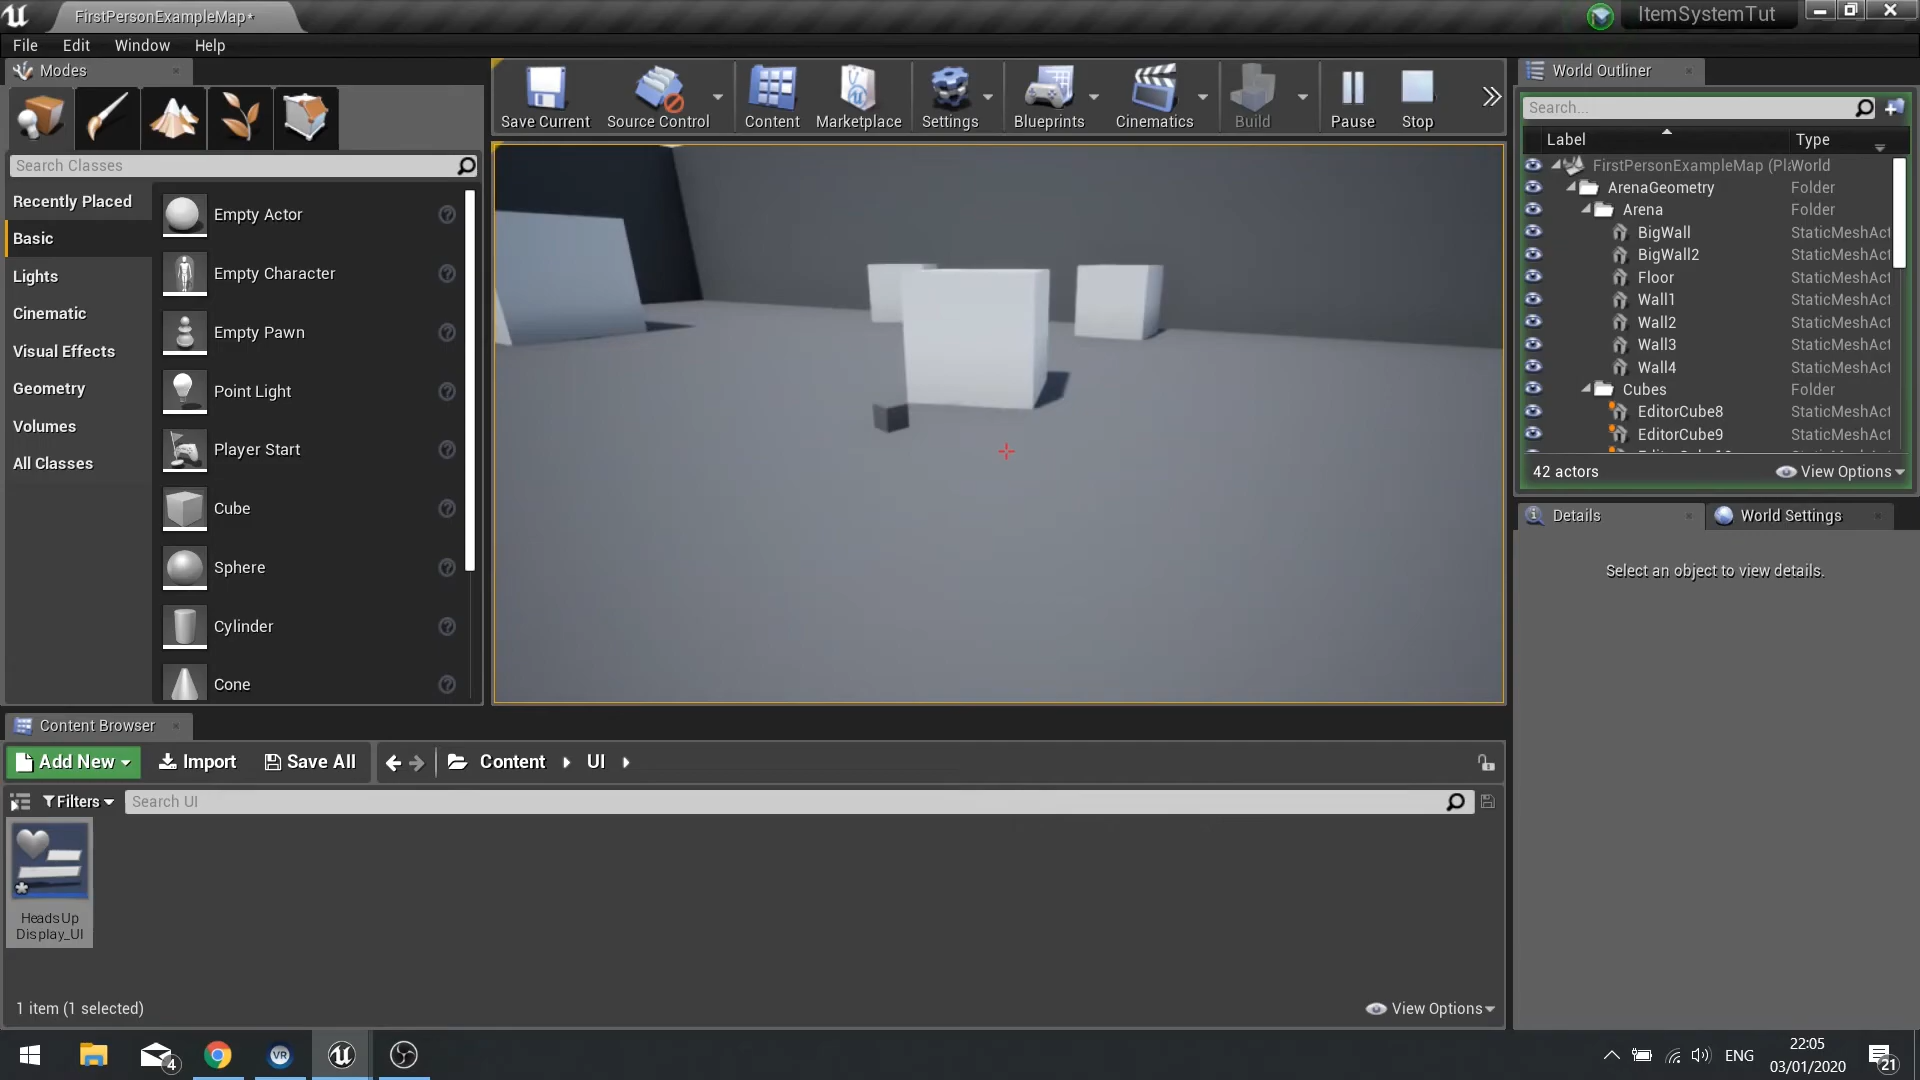 FirstPersonExampleMap*
ItemSystemTut
File Edit Window Help
Modes
Search Classes
Recently Placed
Basic
Lights
Cinematic
Visual Effects
Geometry
Volumes
All Classes
Empty Actor
Empty Character
Empty Pawn
Point Light
Player Start
Cube
Sphere
Cylinder
Cone
Save Current Source Control Content Marketplace Settings Blueprints Cinematics Build Pause Stop
World Outliner
Search...
Label Type
FirstPersonExampleMap (Pla World
ArenaGeometry Folder
Arena Folder
BigWall StaticMeshAct
BigWall2 StaticMeshAct
Floor StaticMeshAct
Wall1 StaticMeshAct
Wall2 StaticMeshAct
Wall3 StaticMeshAct
Wall4 StaticMeshAct
Cubes Folder
EditorCube8 StaticMeshAct
EditorCube9 StaticMeshAct
42 actors View Options
Details World Settings
Select an object to view details.
Content Browser
Add New Import Save All Content UI
Filters Search UI
HeadsUp
Display_UI
1 item (1 selected) View Options
4
VR
ENG
22:05
03/01/2020
21